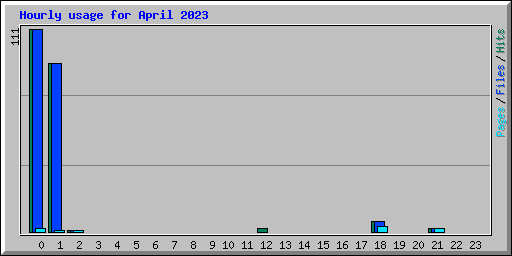 Hourly usage for April 2023
111
Pages/Files/Hits
0 1 2 3 4 5 6 7 8 9 10 11 12 13 14 15 16 17 18 19 20 21 22 23